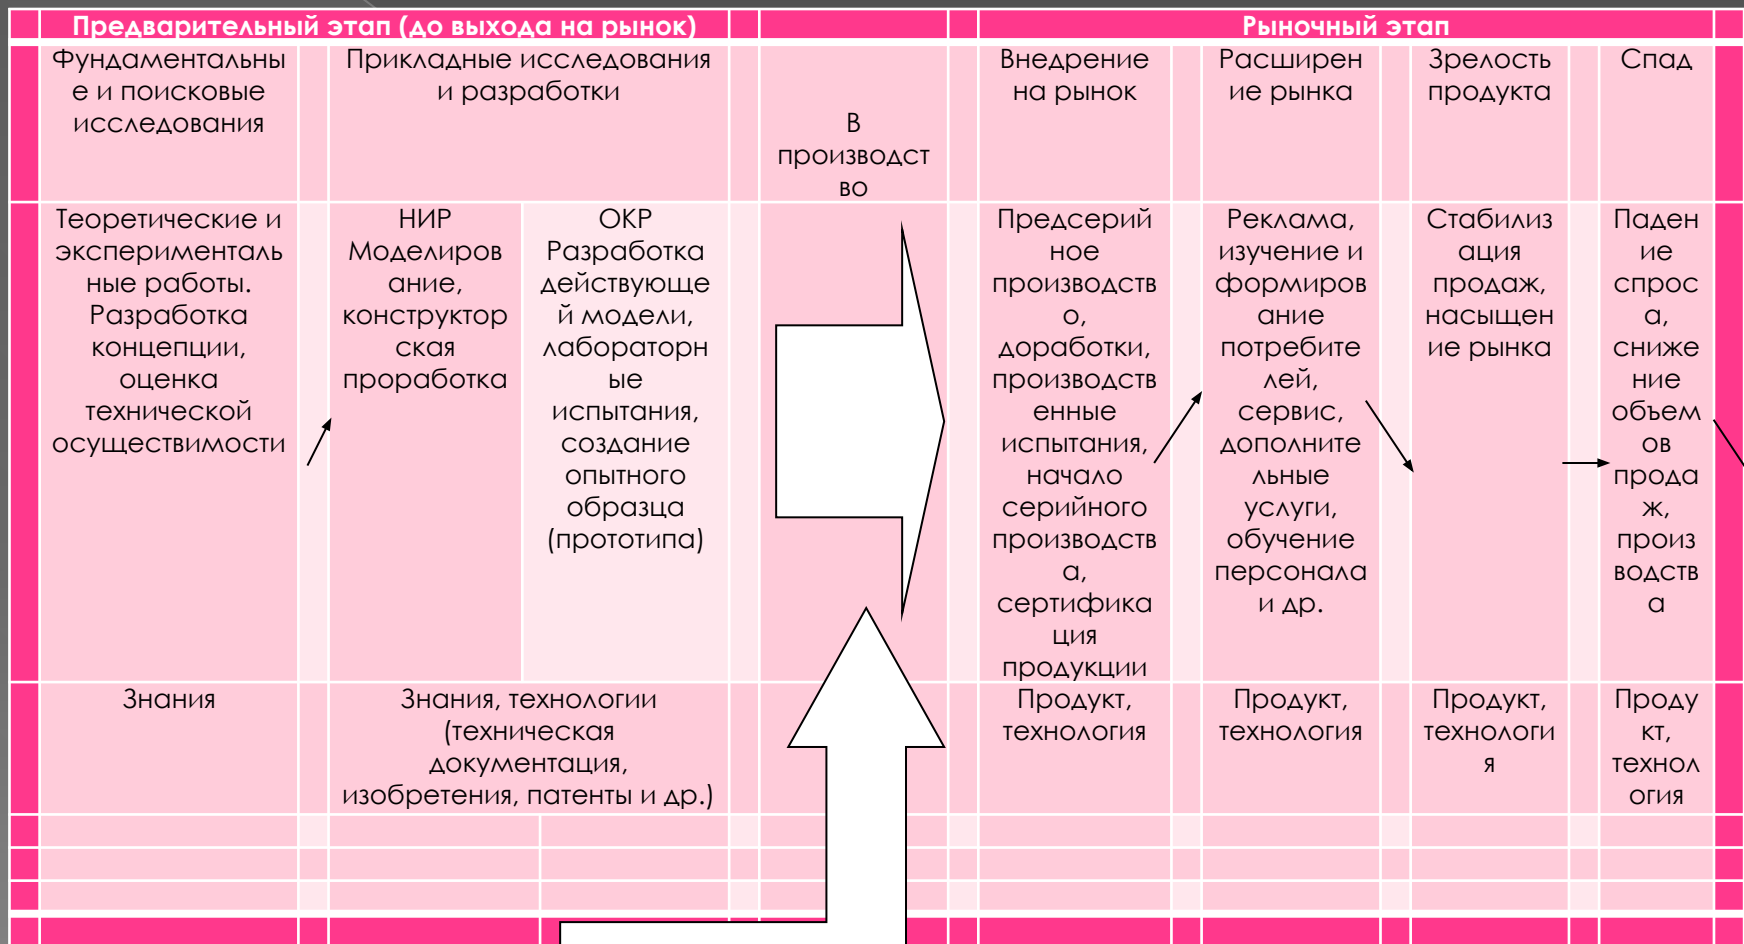 Предварительный этап (до выхода на рынок)
Рыночный этап
Фундаментальны
е и поисковые
исследования
Прикладные исследования
и разработки
В
производст
во
Внедрение
на рынок
Расширен
ие рынка
Зрелость
продукта
Спад
Теоретические и
эксперименталь
ные работы.
Разработка
концепции,
оценка
технической
осуществимости
НИР
Моделиров
ание,
конструктор
ская
проработка
ОКР
Разработка
действующе
й модели,
лабораторн
ые
испытания,
создание
опытного
образца
(прототипа)
Предсерий
ное
производств
о,
доработки,
производств
енные
испытания,
начало
серийного
производств
а,
сертифика
ция
продукции
Реклама,
изучение и
формиров
ание
потребите
лей,
сервис,
дополните
льные
услуги,
обучение
персонала
и др.
Стабилиз
ация
продаж,
насыщен
ие рынка
Паден
ие
спрос
а,
сниже
ние
объем
ов
прода
ж,
произ
водств
а
Знания
Знания, технологии
(техническая
документация,
изобретения, патенты и др.)
Продукт,
технология
Продукт,
технология
Продукт,
технологи
я
Проду
кт,
технол
огия